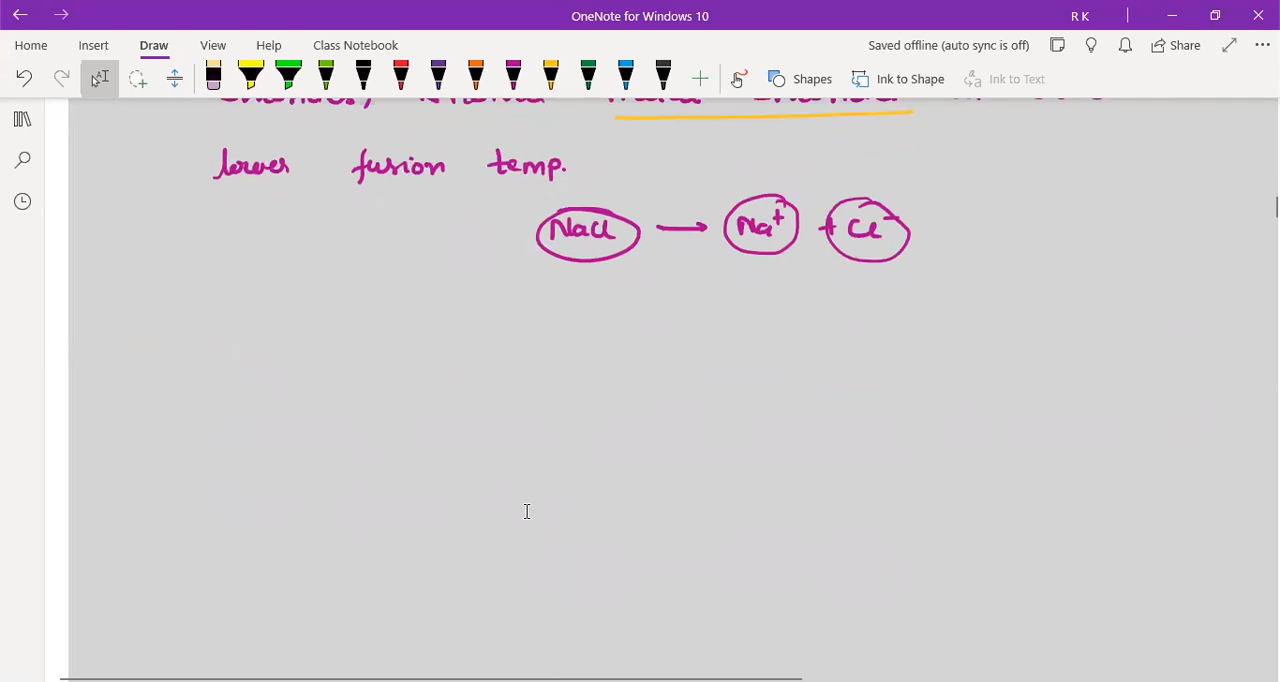 OneNote for Windows 10
R K
Home Insert Draw View Help Class Notebook
Saved offline (auto sync is off) Share
Shapes Ink to Shape Ink to Text
lower fusion temp.
NaCl → Na⁺ + Cl⁻